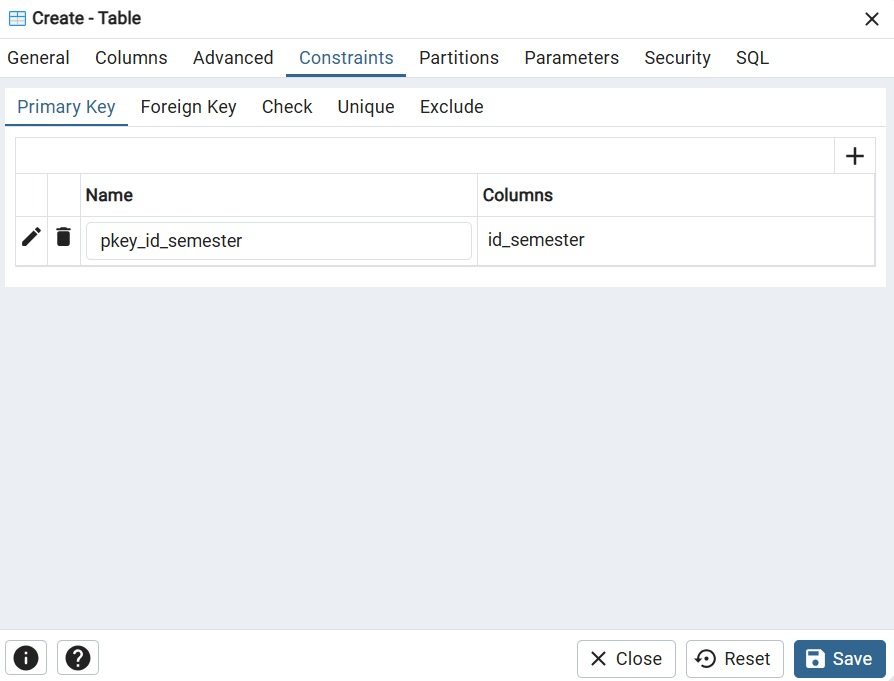 Create - Table
General Columns Advanced Constraints Partitions Parameters Security SQL
Primary Key Foreign Key Check Unique Exclude
Name Columns
pkey_id_semester id_semester
Close Reset Save